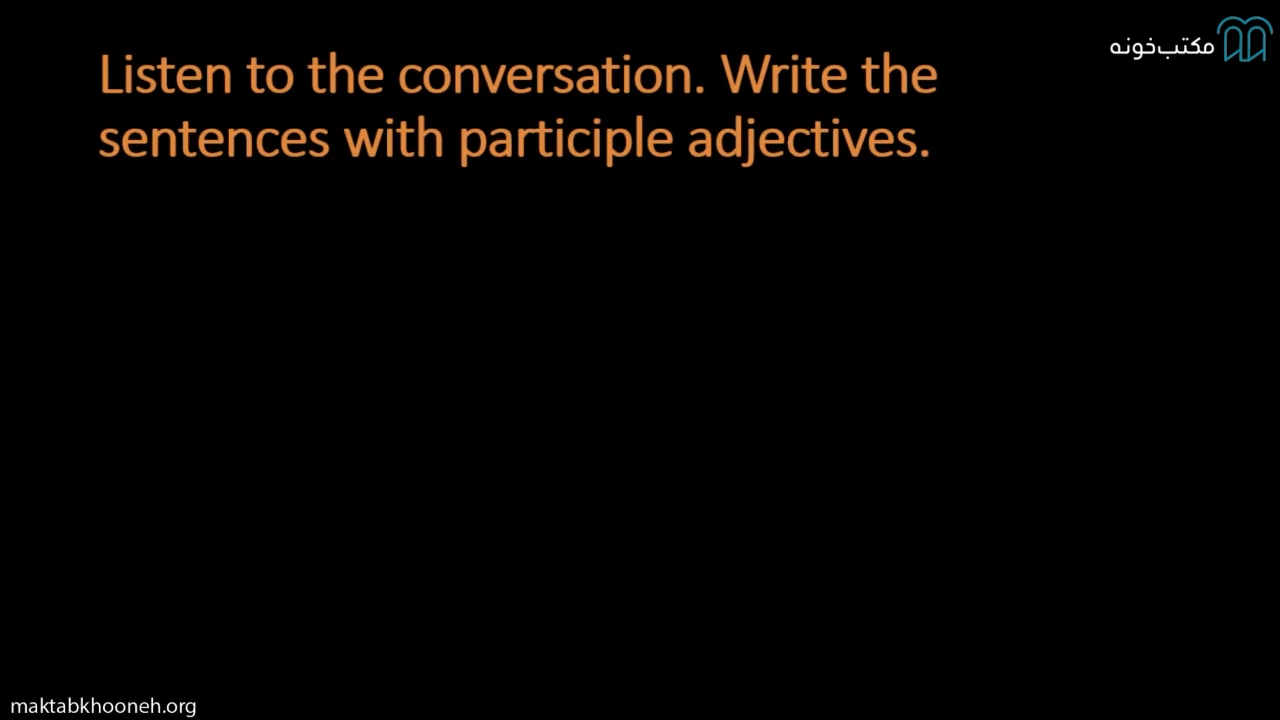 مکتب‌خونه
Listen to the conversation. Write the
sentences with participle adjectives.
maktabkhooneh.org